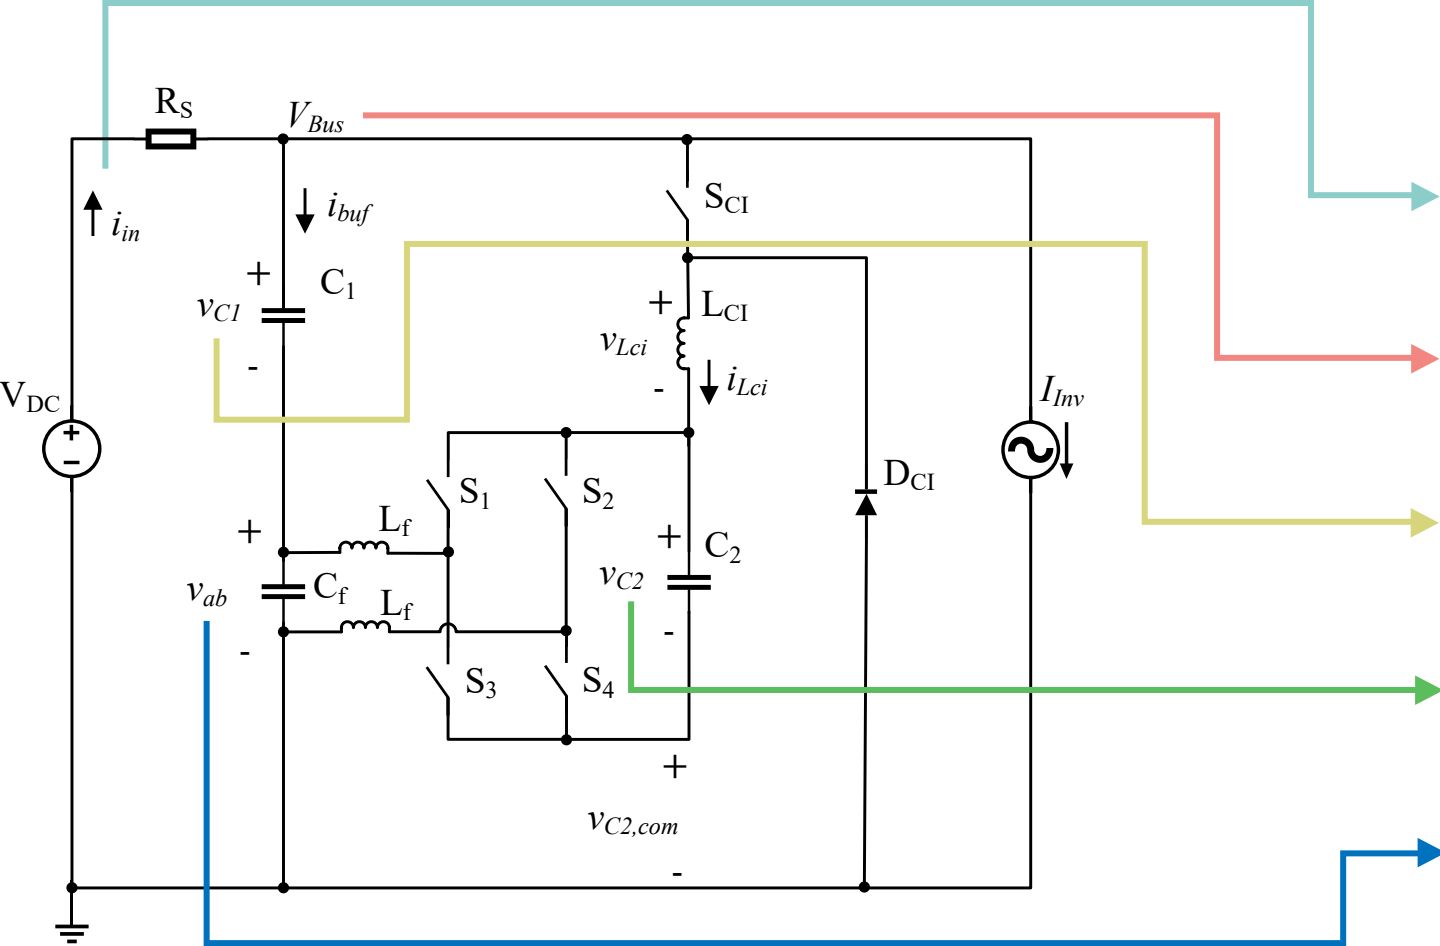 R_S
V_Bus
i_buf
S_CI
i_in
+
C_1
v_C1
-
+
L_CI
v_Lci
-
i_Lci
V_DC
I_Inv
S_1
S_2
D_CI
+
L_f
+
C_2
v_ab
C_f
v_C2
L_f
-
-
S_3
S_4
+
v_C2,com
-